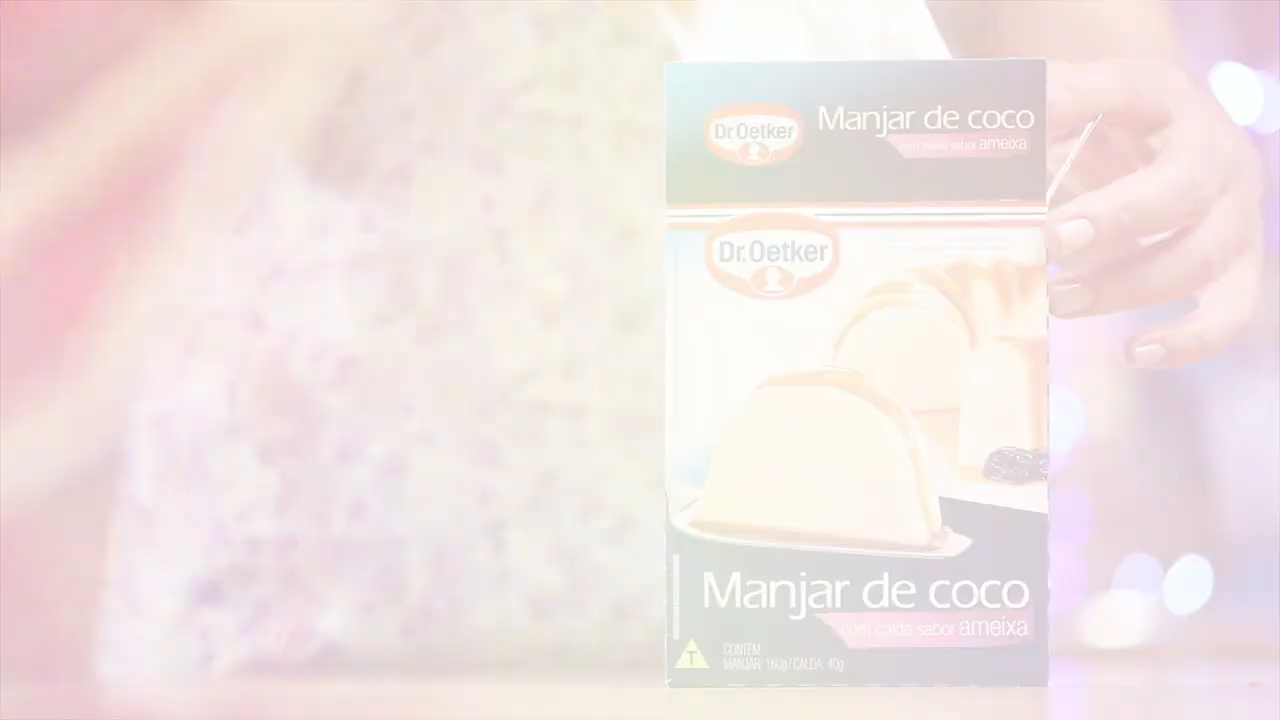 Dr.Oetker
Manjar de coco
com calda sabor ameixa
Dr.Oetker
Manjar de coco
com calda sabor ameixa
T
CONTÉM
MANJAR: 160g/CALDA: 40g